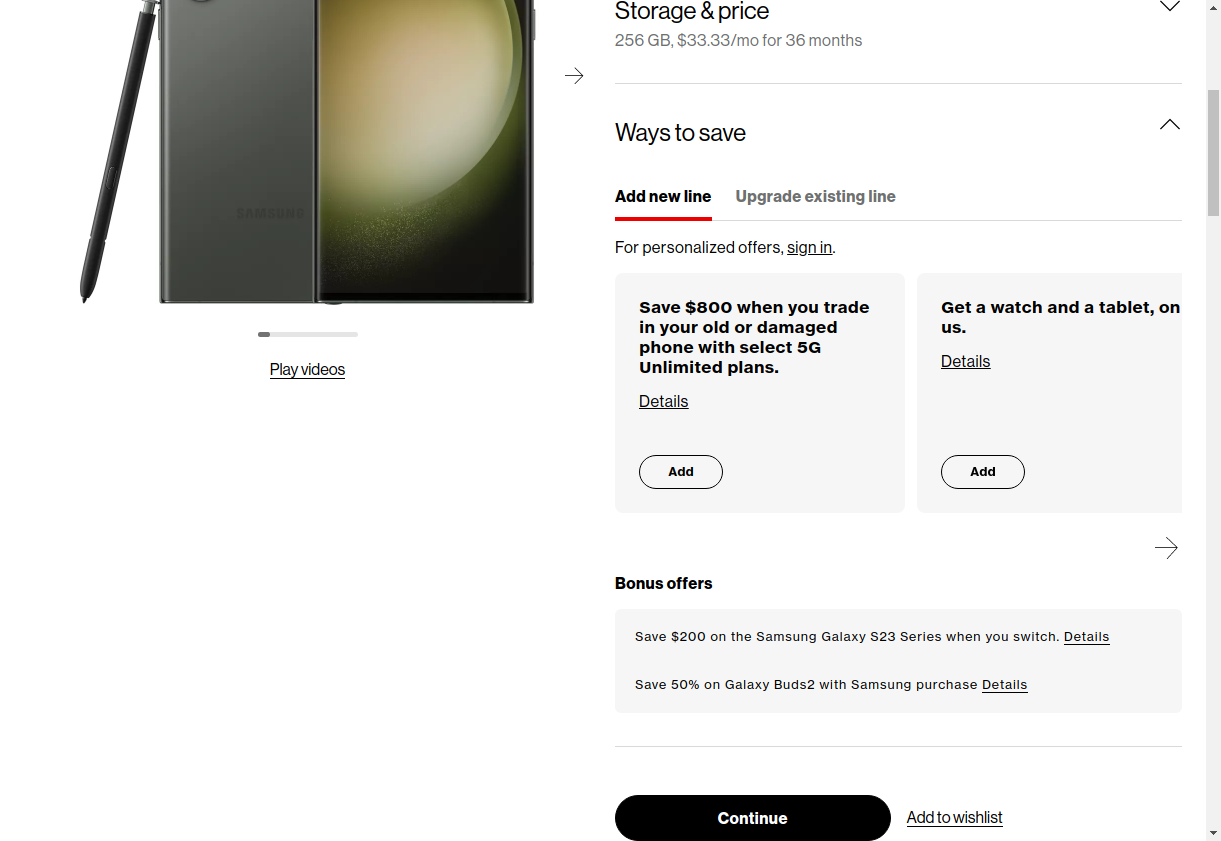 SAMSUNG
Play videos
Storage & price
256 GB, $33.33/mo for 36 months
Ways to save
Add new line Upgrade existing line
For personalized offers, sign in.
Save $800 when you trade
in your old or damaged
phone with select 5G
Unlimited plans.
Details
Add
Get a watch and a tablet, on
us.
Details
Add
Bonus offers
Save $200 on the Samsung Galaxy S23 Series when you switch. Details
Save 50% on Galaxy Buds2 with Samsung purchase Details
Continue Add to wishlist